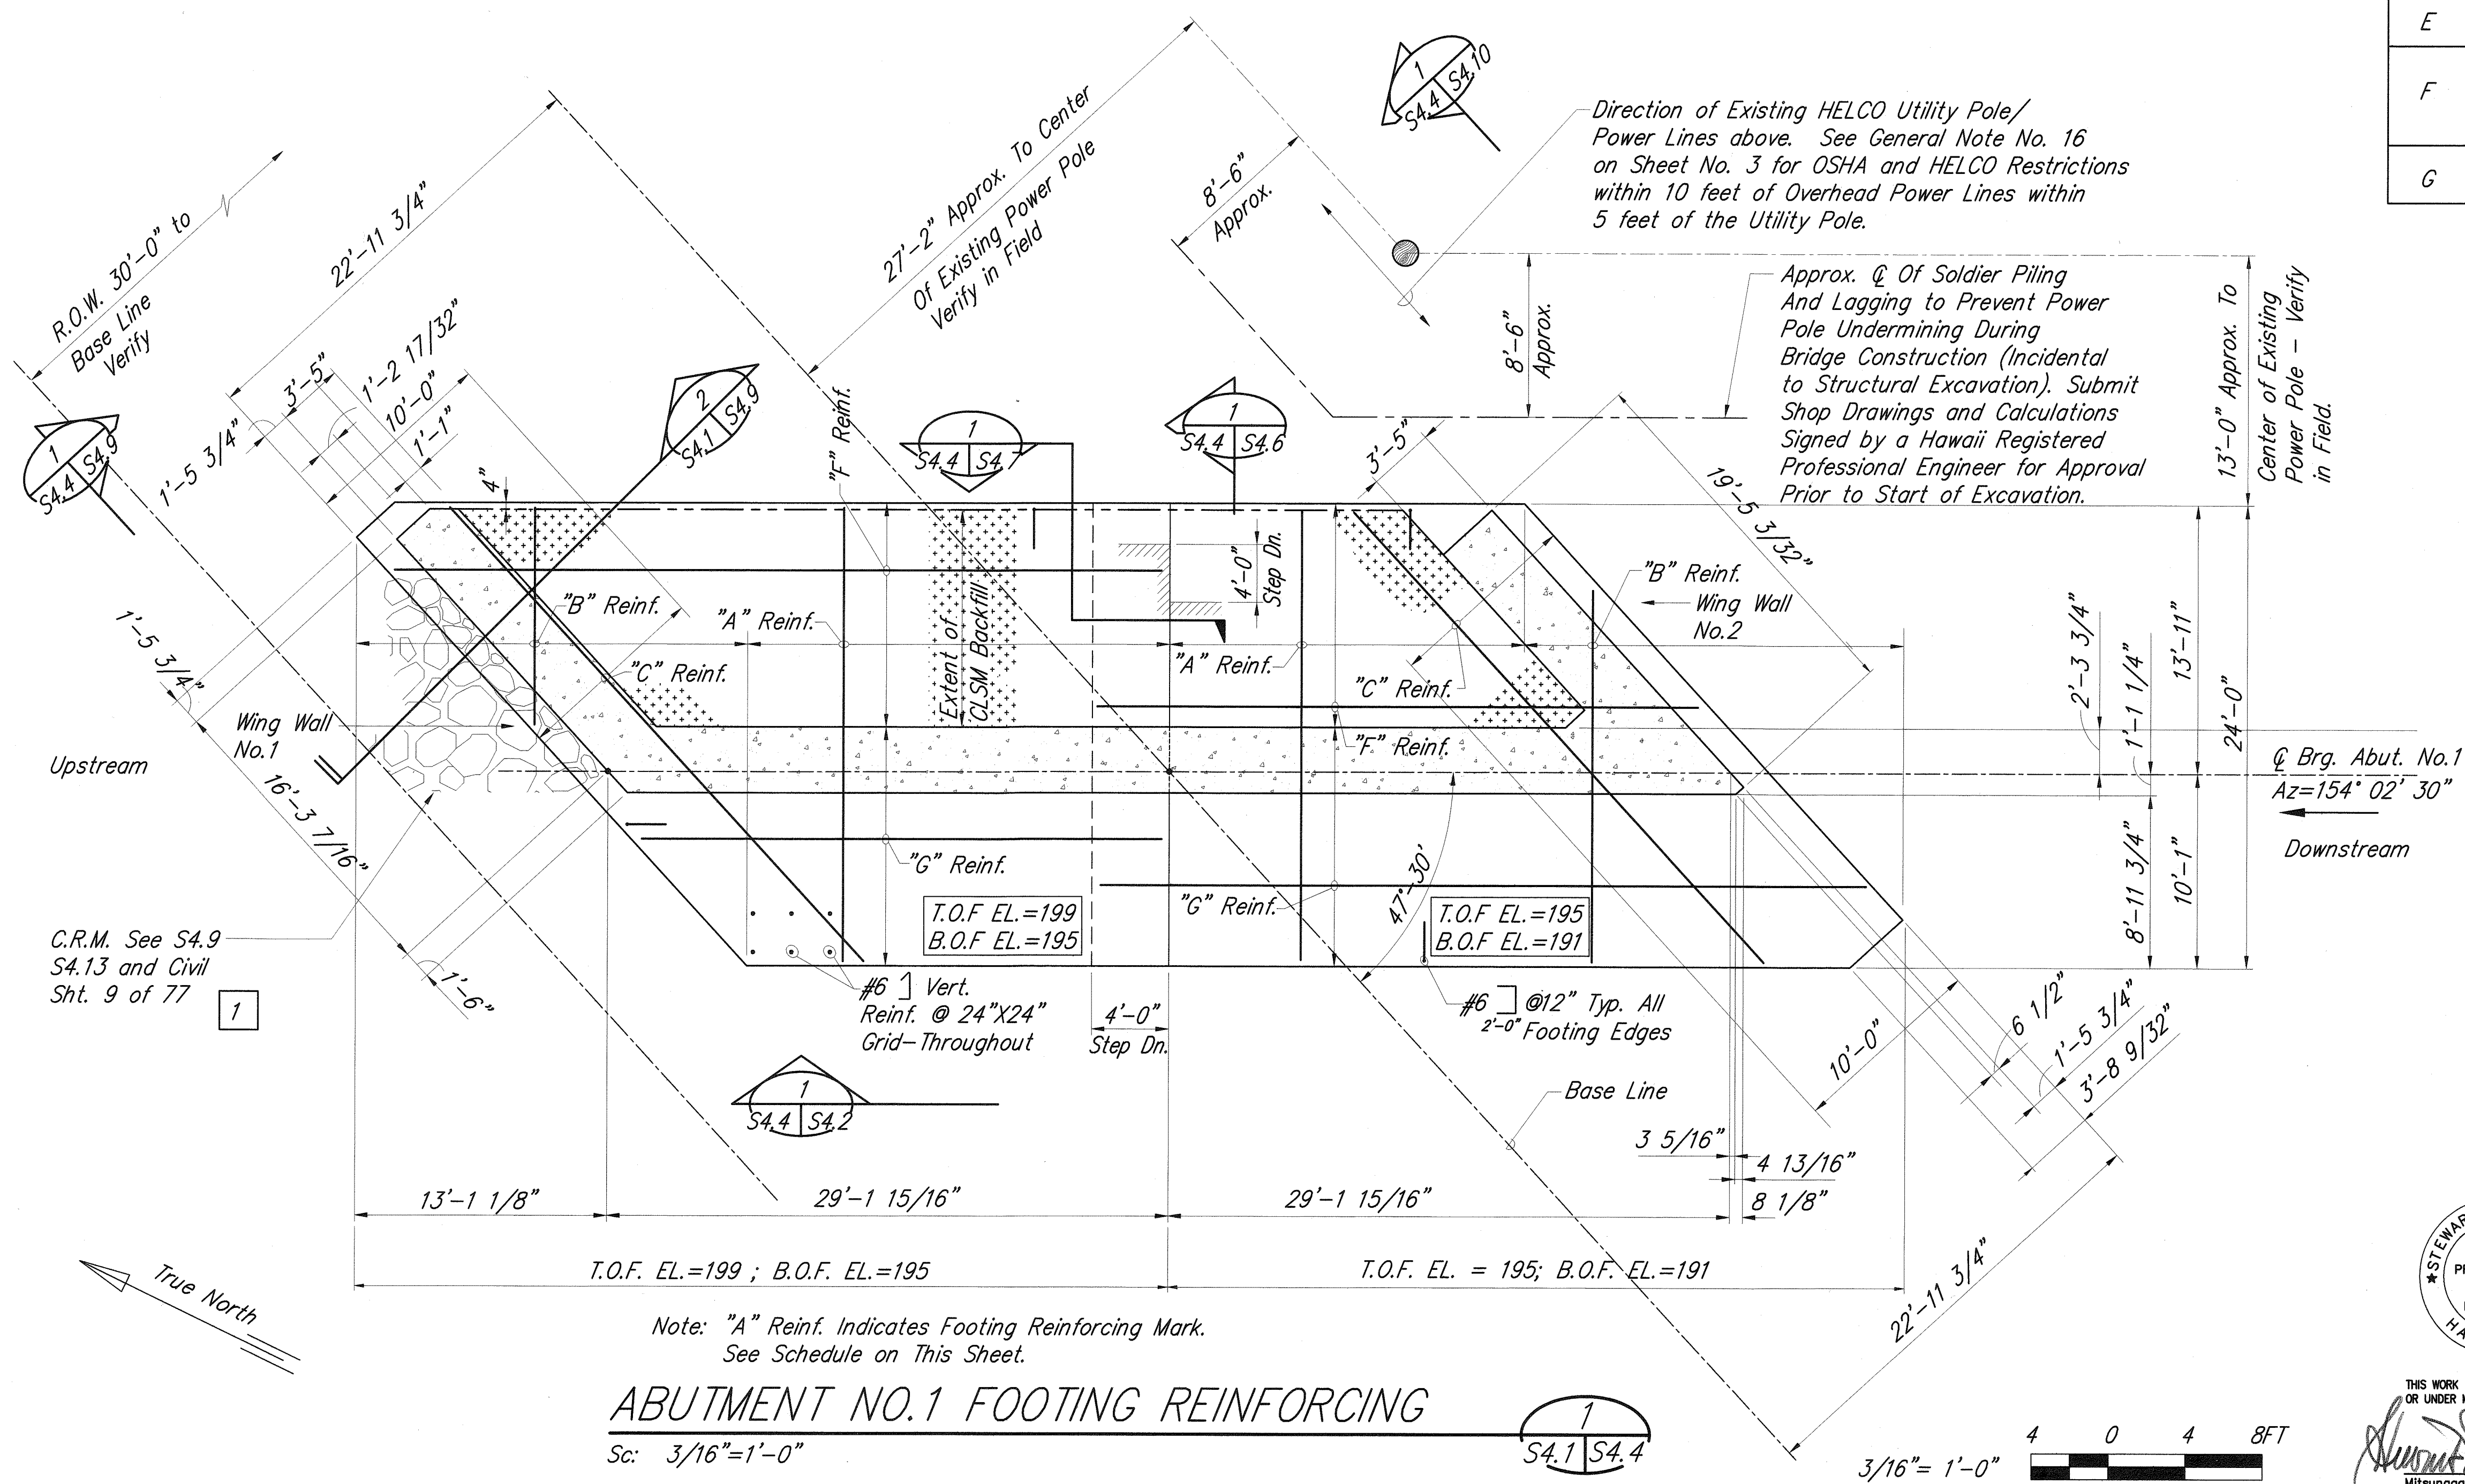 E
F
G
R.O.W. 30'-0" to
Base Line
Verify
22'-11 3/4"
27'-2" Approx. To Center
Of Existing Power Pole
Verify in Field
8'-6"
Approx.
1
S4.4 S4.10
Direction of Existing HELCO Utility Pole/
Power Lines above. See General Note No. 16
on Sheet No. 3 for OSHA and HELCO Restrictions
within 10 feet of Overhead Power Lines within
5 feet of the Utility Pole.
Approx. ℄ Of Soldier Piling
And Lagging to Prevent Power
Pole Undermining During
Bridge Construction (Incidental
to Structural Excavation). Submit
Shop Drawings and Calculations
Signed by a Hawaii Registered
Professional Engineer for Approval
Prior to Start of Excavation.
8'-6"
Approx.
13'-0" Approx. To
Center of Existing
Power Pole - Verify
in Field.
1
S4.4 S4.9
1'-5 3/4"
3'-5"
1'-2 17/32"
10'-0"
1'-1"
4"
2
S4.1 S4.9
"F" Reinf.
1
S4.4 S4.7
1
S4.4 S4.6
3'-5"
19'-5 3/32"
4'-0"
Step Dn.
"B" Reinf.
"A" Reinf.
"C" Reinf.
Extent of
CLSM Backfill
"A" Reinf.
"C" Reinf.
"B" Reinf.
Wing Wall
No.2
"F" Reinf.
1'-5 3/4"
Wing Wall
No.1
Upstream
16'-3 7/16"
1'-6"
C.R.M. See S4.9
S4.13 and Civil
Sht. 9 of 77
1
"G" Reinf.
T.O.F EL.=199
B.O.F EL.=195
"G" Reinf.
47°-30'
T.O.F EL.=195
B.O.F EL.=191
2'-3 3/4"
1'-1 1/4"
13'-11"
24'-0"
8'-11 3/4"
10'-1"
℄ Brg. Abut. No.1
Az=154° 02' 30"
Downstream
#6 ] Vert.
Reinf. @ 24"X24"
Grid-Throughout
4'-0"
Step Dn.
#6 ] @12" Typ. All
2'-0" Footing Edges
1
S4.4 S4.2
Base Line
10'-0"
6 1/2"
1'-5 3/4"
3'-8 9/32"
3 5/16"
4 13/16"
8 1/8"
13'-1 1/8"
29'-1 15/16"
29'-1 15/16"
22'-11 3/4"
T.O.F. EL.=199 ; B.O.F. EL.=195
T.O.F. EL. = 195; B.O.F. EL.=191
True North
Note: "A" Reinf. Indicates Footing Reinforcing Mark.
See Schedule on This Sheet.
ABUTMENT NO.1 FOOTING REINFORCING
1
S4.1 S4.4
Sc: 3/16"=1'-0"
3/16"= 1'-0"
4 0 4 8FT
THIS WORK